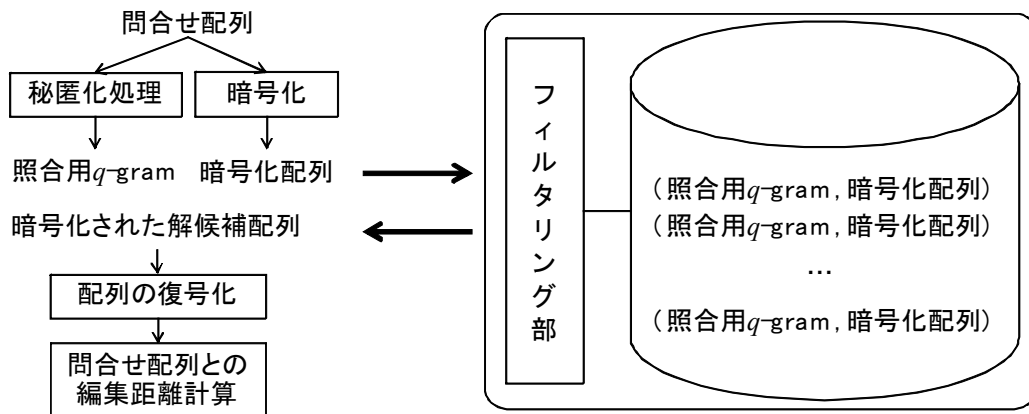 問合せ配列
秘匿化処理
暗号化
照合用q-gram
暗号化配列
暗号化された解候補配列
配列の復号化
問合せ配列との
編集距離計算
フィルタリング部
(照合用q-gram, 暗号化配列)
(照合用q-gram, 暗号化配列)
…
(照合用q-gram, 暗号化配列)